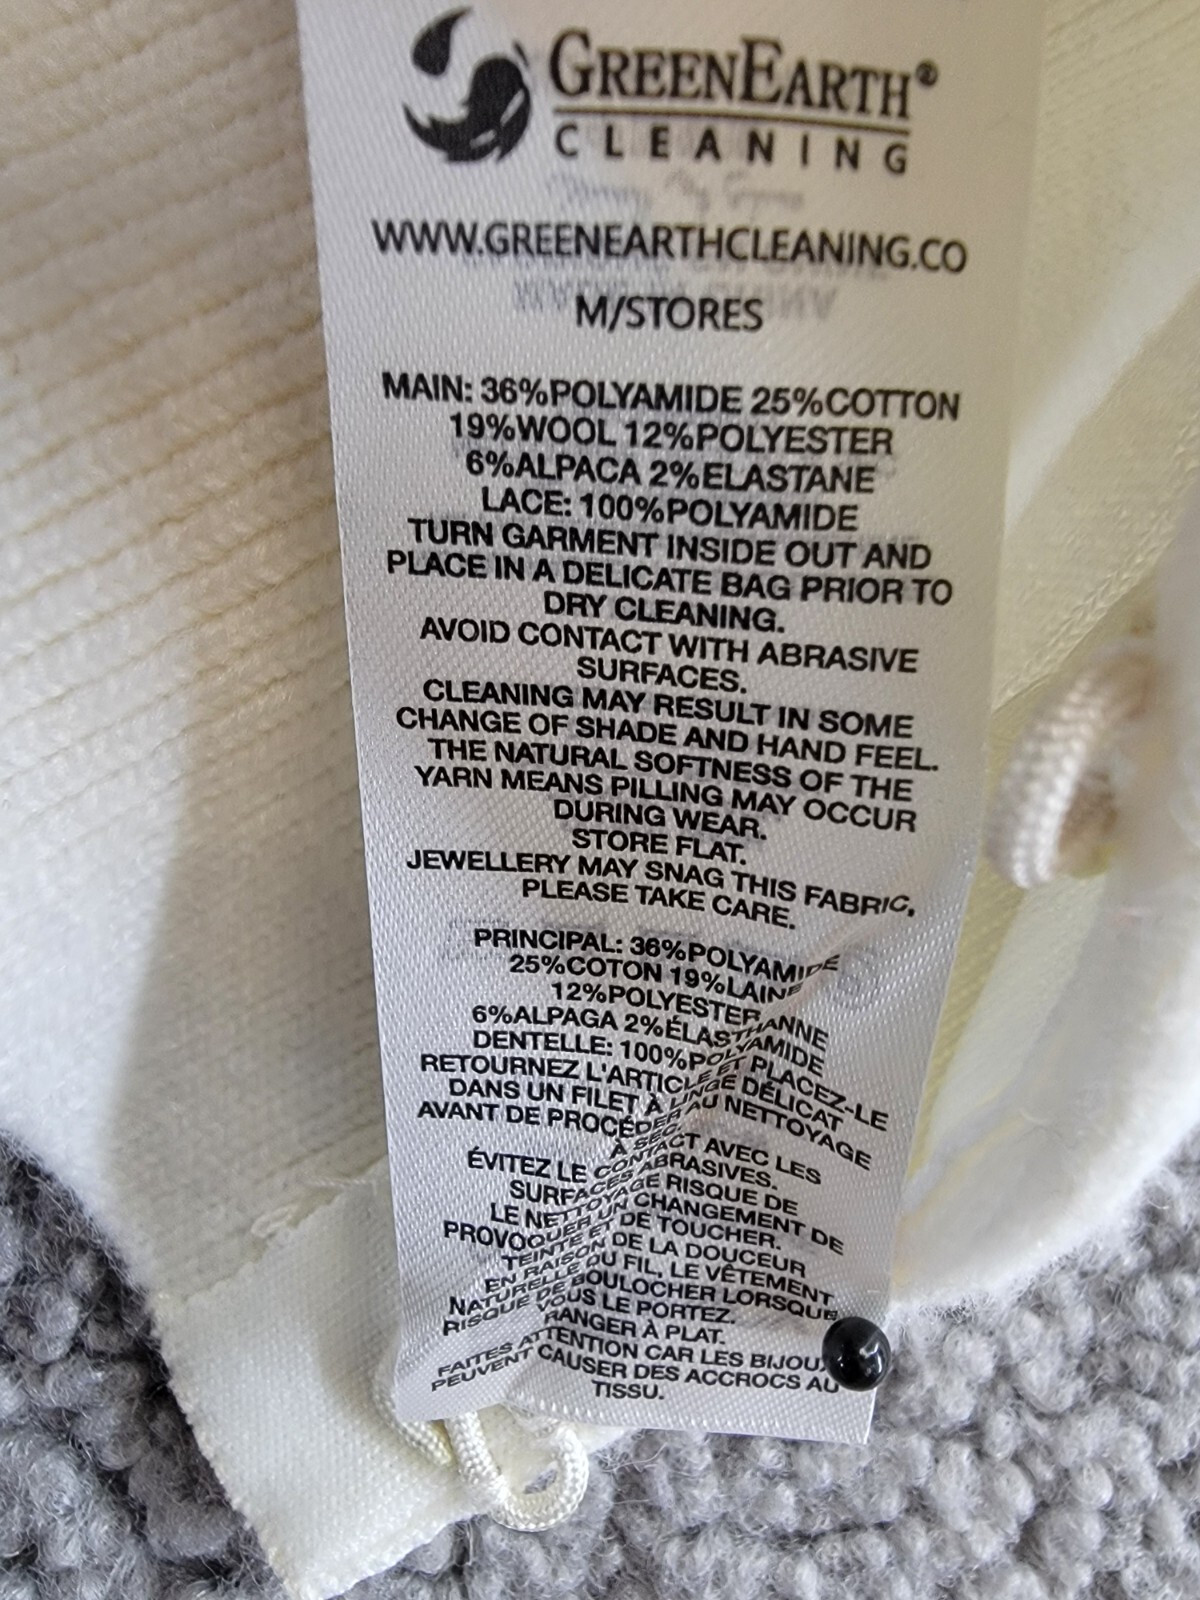 GREENEARTH®
CLEANING
WWW.GREENEARTHCLEANING.CO
M/STORES
MAIN: 36%POLYAMIDE 25%COTTON
19%WOOL 12%POLYESTER
6%ALPACA 2%ELASTANE
LACE: 100%POLYAMIDE
TURN GARMENT INSIDE OUT AND
PLACE IN A DELICATE BAG PRIOR TO
DRY CLEANING.
AVOID CONTACT WITH ABRASIVE
SURFACES.
CLEANING MAY RESULT IN SOME
CHANGE OF SHADE AND HAND FEEL.
THE NATURAL SOFTNESS OF THE
YARN MEANS PILLING MAY OCCUR
DURING WEAR.
STORE FLAT.
JEWELLERY MAY SNAG THIS FABRIC,
PLEASE TAKE CARE.
PRINCIPAL: 36%POLYAMIDE
25%COTON 19%LAINE
12%POLYESTER
6%ALPAGA 2%ÉLASTHANNE
DENTELLE: 100%POLYAMIDE
RETOURNEZ L'ARTICLE ET PLACEZ-LE
DANS UN FILET À LINGE DÉLICAT
AVANT DE PROCÉDER AU NETTOYAGE
À SEC.
ÉVITEZ LE CONTACT AVEC LES
SURFACES ABRASIVES.
LE NETTOYAGE RISQUE DE
PROVOQUER UN CHANGEMENT DE
TEINTE ET DE TOUCHER.
EN RAISON DE LA DOUCEUR
NATURELLE DU FIL, LE VÊTEMENT
RISQUE DE BOULOCHER LORSQUE
VOUS LE PORTEZ.
RANGER À PLAT.
FAITES ATTENTION CAR LES BIJOUX
PEUVENT CAUSER DES ACCROCS AU
TISSU.